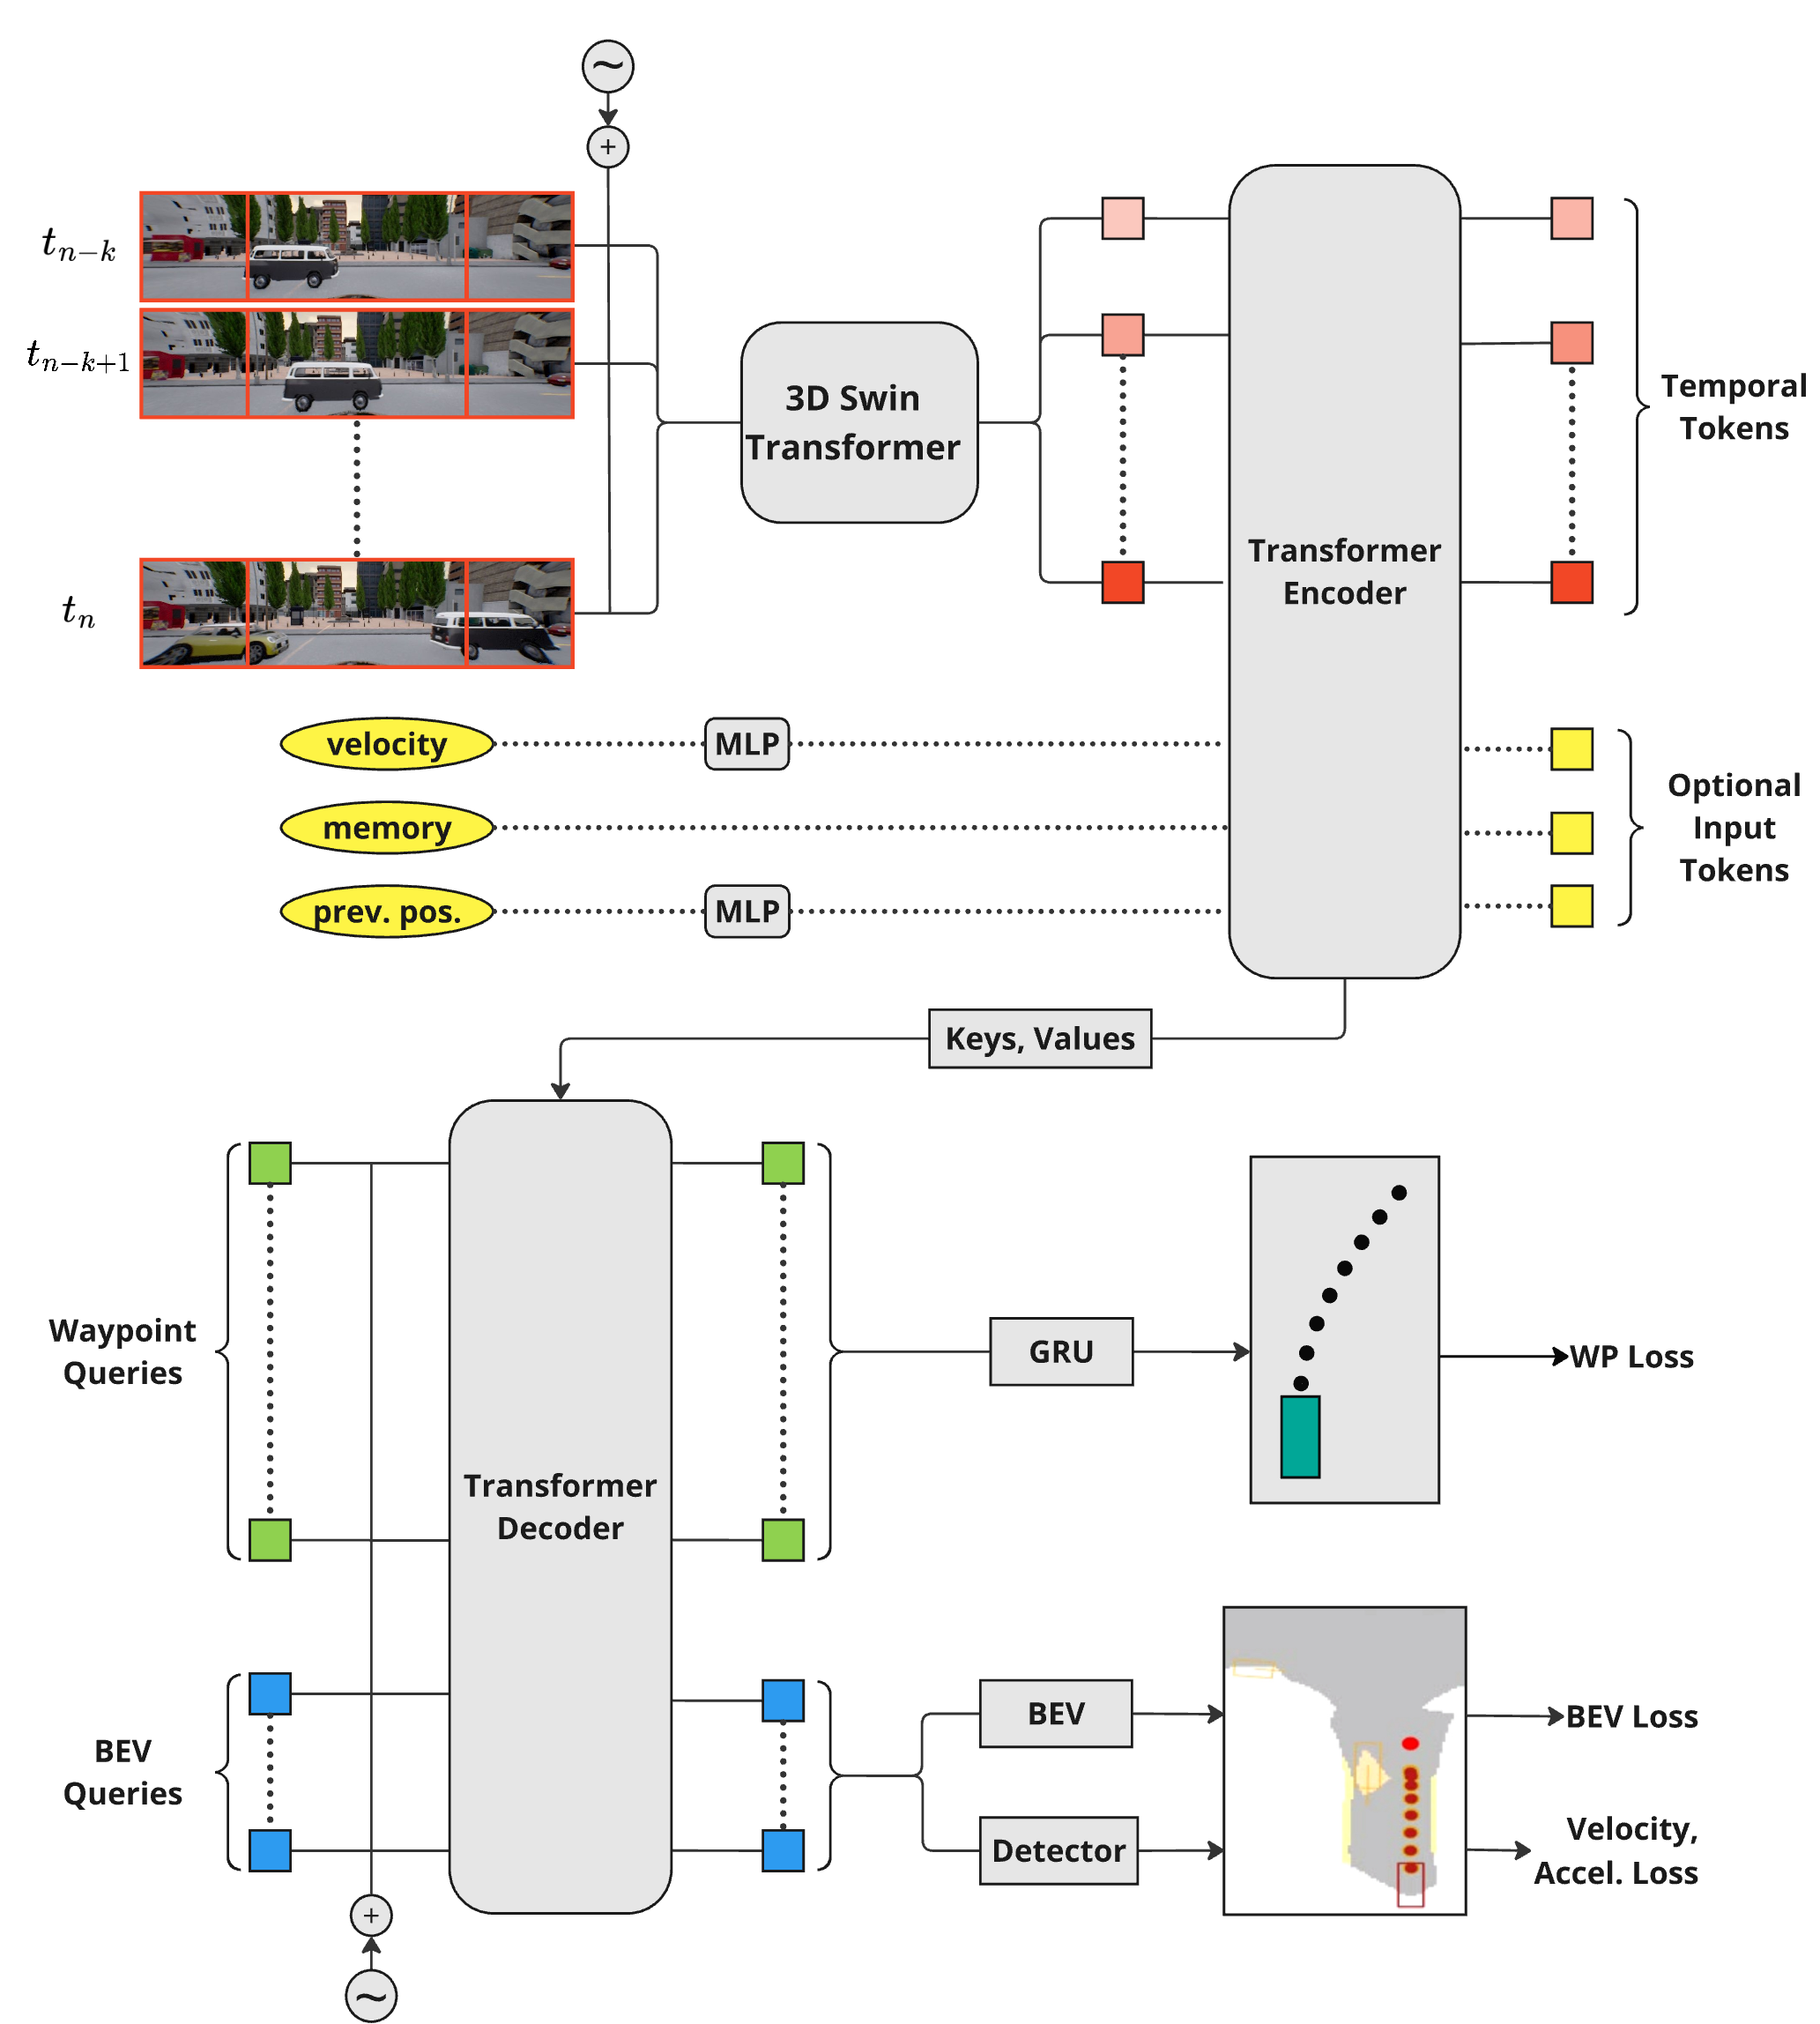 ~
+
t_{n-k}
t_{n-k+1}
t_n
3D Swin
Transformer
Transformer
Encoder
Temporal
Tokens
velocity
MLP
memory
prev. pos.
MLP
Optional
Input
Tokens
Keys, Values
Waypoint
Queries
Transformer
Decoder
GRU
WP Loss
BEV
Queries
BEV
BEV Loss
Detector
Velocity,
Accel. Loss
+
~